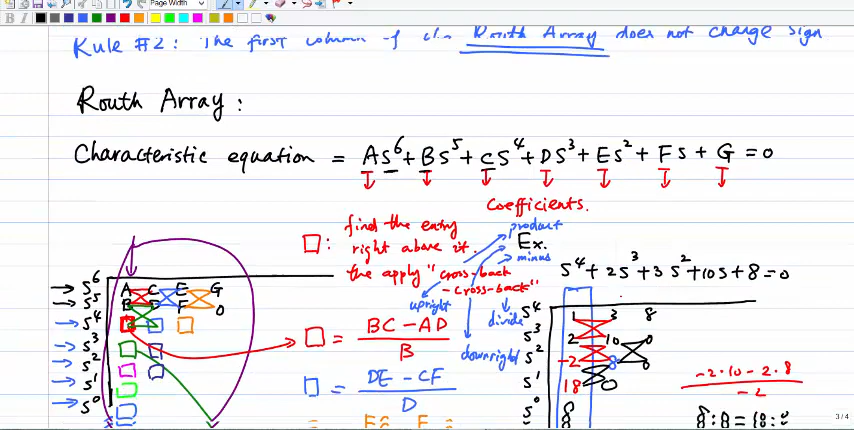 Page Width
B I
Rule #2: The first column of the Routh Array does not change sign
Routh Array:
Characteristic equation = As⁶ + Bs⁵ + Cs⁴ + Ds³ + Es² + Fs + G = 0
Coefficients.
□: find the entry
right above it.
the apply "cross-back
- cross-back"
product
Ex.
minus
upright
divide
downright
s⁶ A C E G
s⁵ B D F 0
s⁴
s³
s²
s¹
s⁰
□ = (BC - AD) / B
□ = (DE - CF) / D
s⁴ + 2s³ + 3s² + 10s + 8 = 0
s⁴ 1 3 8
s³ 2 10 0
s² -2 8 0
s¹ 18 0
s⁰ 8
(-2·10 - 2·8) / -2
3/4